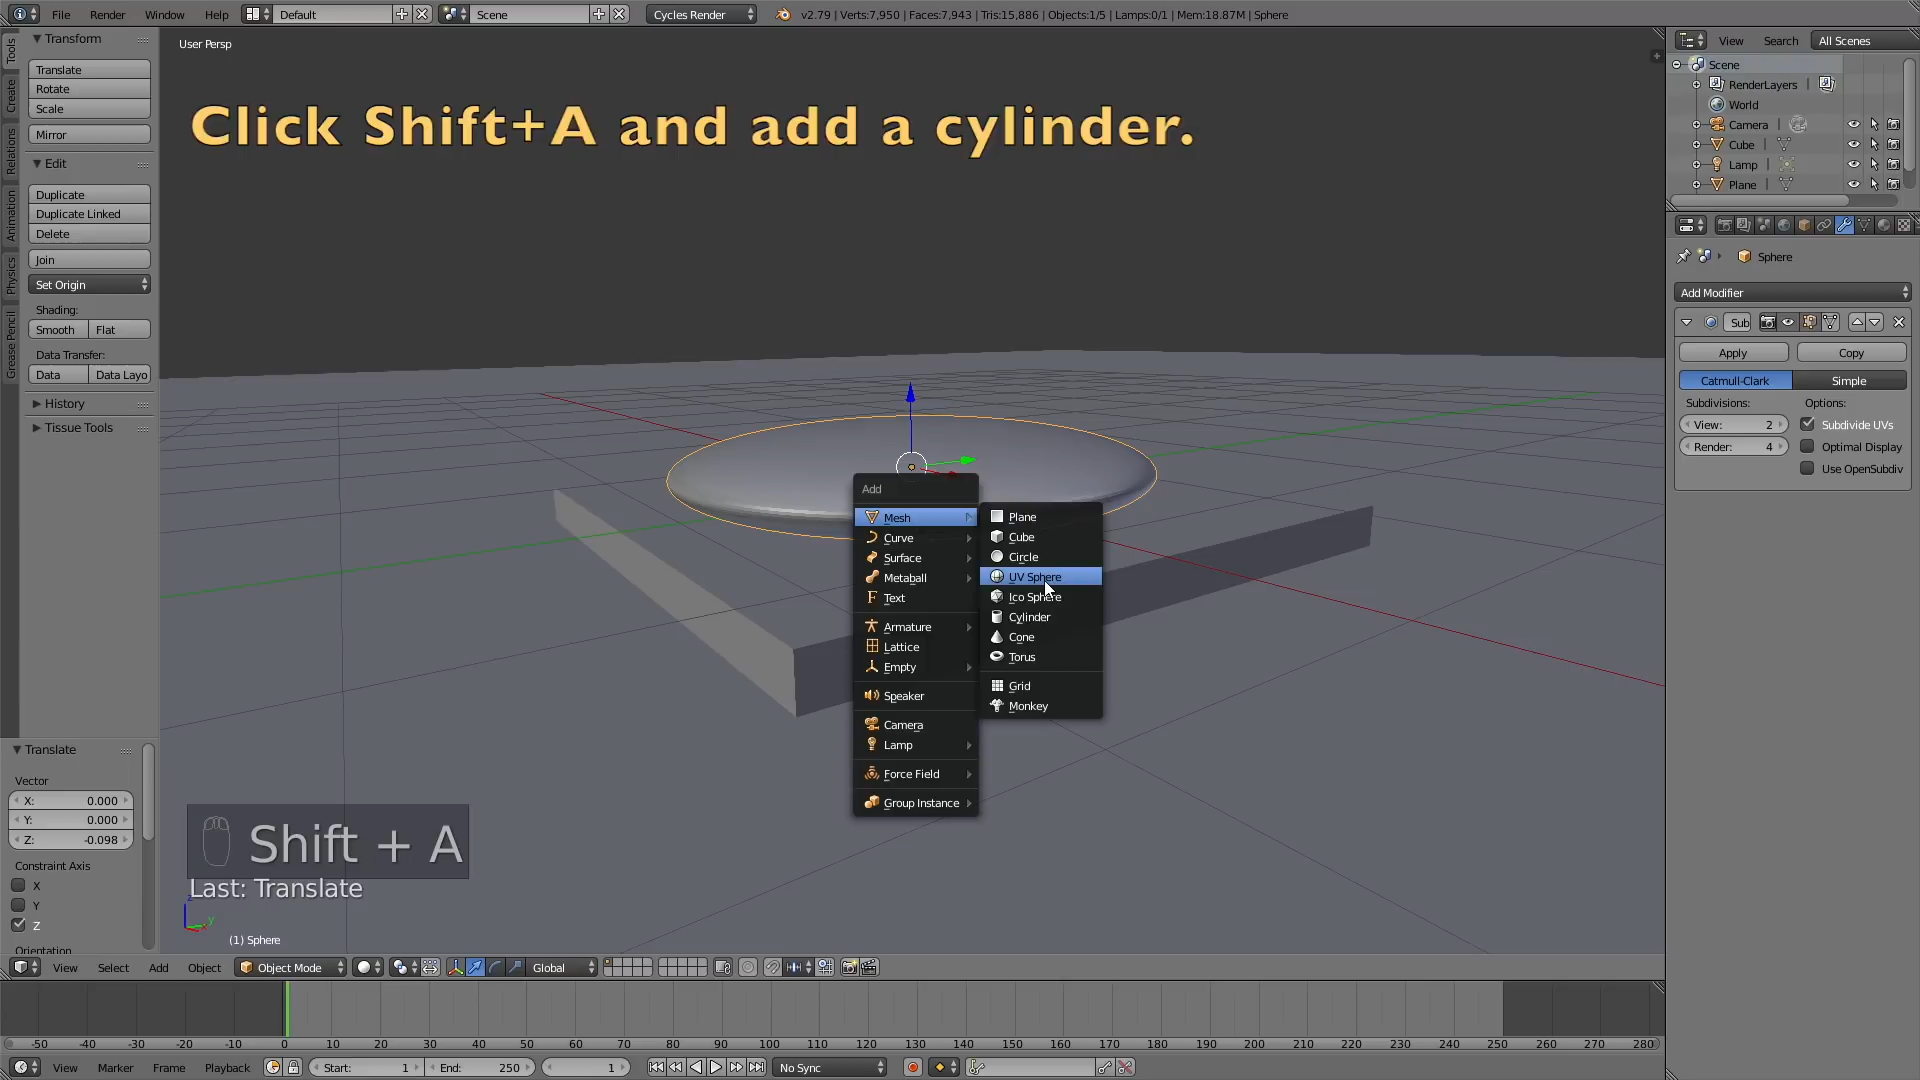 File Render Window Help Default Scene Cycles Render v2.79 | Verts:7,950 | Faces:7,943 | Tris:15,886 | Objects:1/5 | Lamps:0/1 | Mem:18.87M | Sphere
Tools
Create
Relations
Animation
Physics
Grease Pencil
Transform
Translate
Rotate
Scale
Mirror
Edit
Duplicate
Duplicate Linked
Delete
Join
Set Origin
Shading:
Smooth Flat
Data Transfer:
Data Data Layo
History
Tissue Tools
Translate
Vector
X: 0.000
Y: 0.000
Z: -0.098
Constraint Axis
X
Y
Z
Orientation
User Persp
Click Shift+A and add a cylinder.
Add
Mesh
Curve
Surface
Metaball
Text
Armature
Lattice
Empty
Speaker
Camera
Lamp
Force Field
Group Instance
Plane
Cube
Circle
UV Sphere
Ico Sphere
Cylinder
Cone
Torus
Grid
Monkey
Shift + A
Last: Translate
z
y
(1) Sphere
View Select Add Object Object Mode Global
-50 -40 -30 -20 -10 0 10 20 30 40 50 60 70 80 90 100 110 120 130 140 150 160 170 180 190 200 210 220 230 240 250 260 270 280
View Marker Frame Playback Start: 1 End: 250 1 No Sync
View Search All Scenes
Scene
RenderLayers
World
Camera
Cube
Lamp
Plane
Sphere
Add Modifier
Sub
Apply Copy
Catmull-Clark Simple
Subdivisions: Options:
View: 2 Subdivide UVs
Render: 4 Optimal Display
Use OpenSubdiv